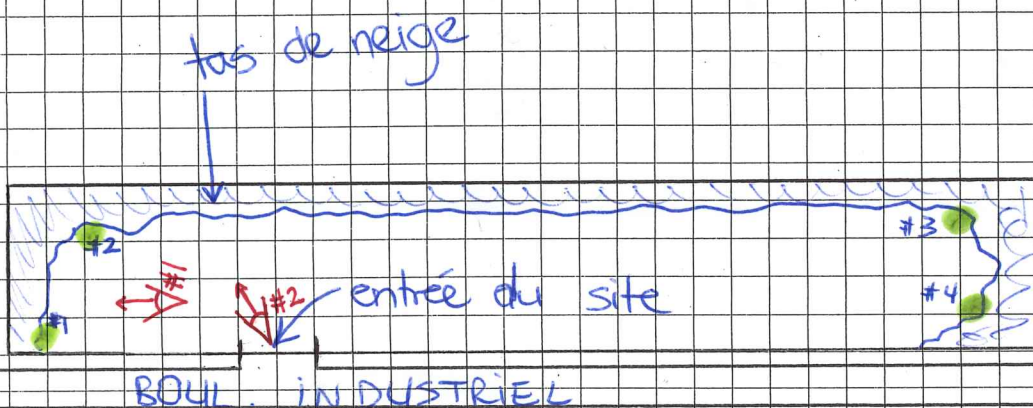 tas de neige
#2
#3
#1
#2
entrée du site
#4
#1
BOUL. INDUSTRIEL